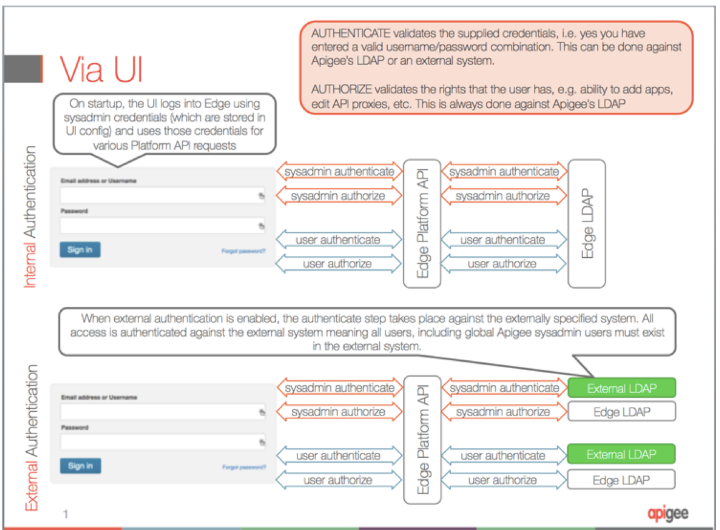 AUTHENTICATE validates the supplied credentials, i.e. yes you have
entered a valid username/password combination. This can be done against
Apigee's LDAP or an external system.
AUTHORIZE validates the rights that the user has, e.g. ability to add apps,
edit API proxies, etc. This is always done against Apigee's LDAP
Via UI
On startup, the UI logs into Edge using
sysadmin credentials (which are stored in
UI config) and uses those credentials for
various Platform API requests
Internal Authentication
Email address or Username
Password
Sign in
Forgot password?
sysadmin authenticate
sysadmin authorize
user authenticate
user authorize
Edge Platform API
sysadmin authenticate
sysadmin authorize
user authenticate
user authorize
Edge LDAP
When external authentication is enabled, the authenticate step takes place against the externally specified system. All
access is authenticated against the external system meaning all users, including global Apigee sysadmin users must exist
in the external system.
External Authentication
Email address or Username
Password
Sign in
Forgot password?
sysadmin authenticate
sysadmin authorize
user authenticate
user authorize
Edge Platform API
sysadmin authenticate
sysadmin authorize
user authenticate
user authorize
External LDAP
Edge LDAP
External LDAP
Edge LDAP
1
apigee